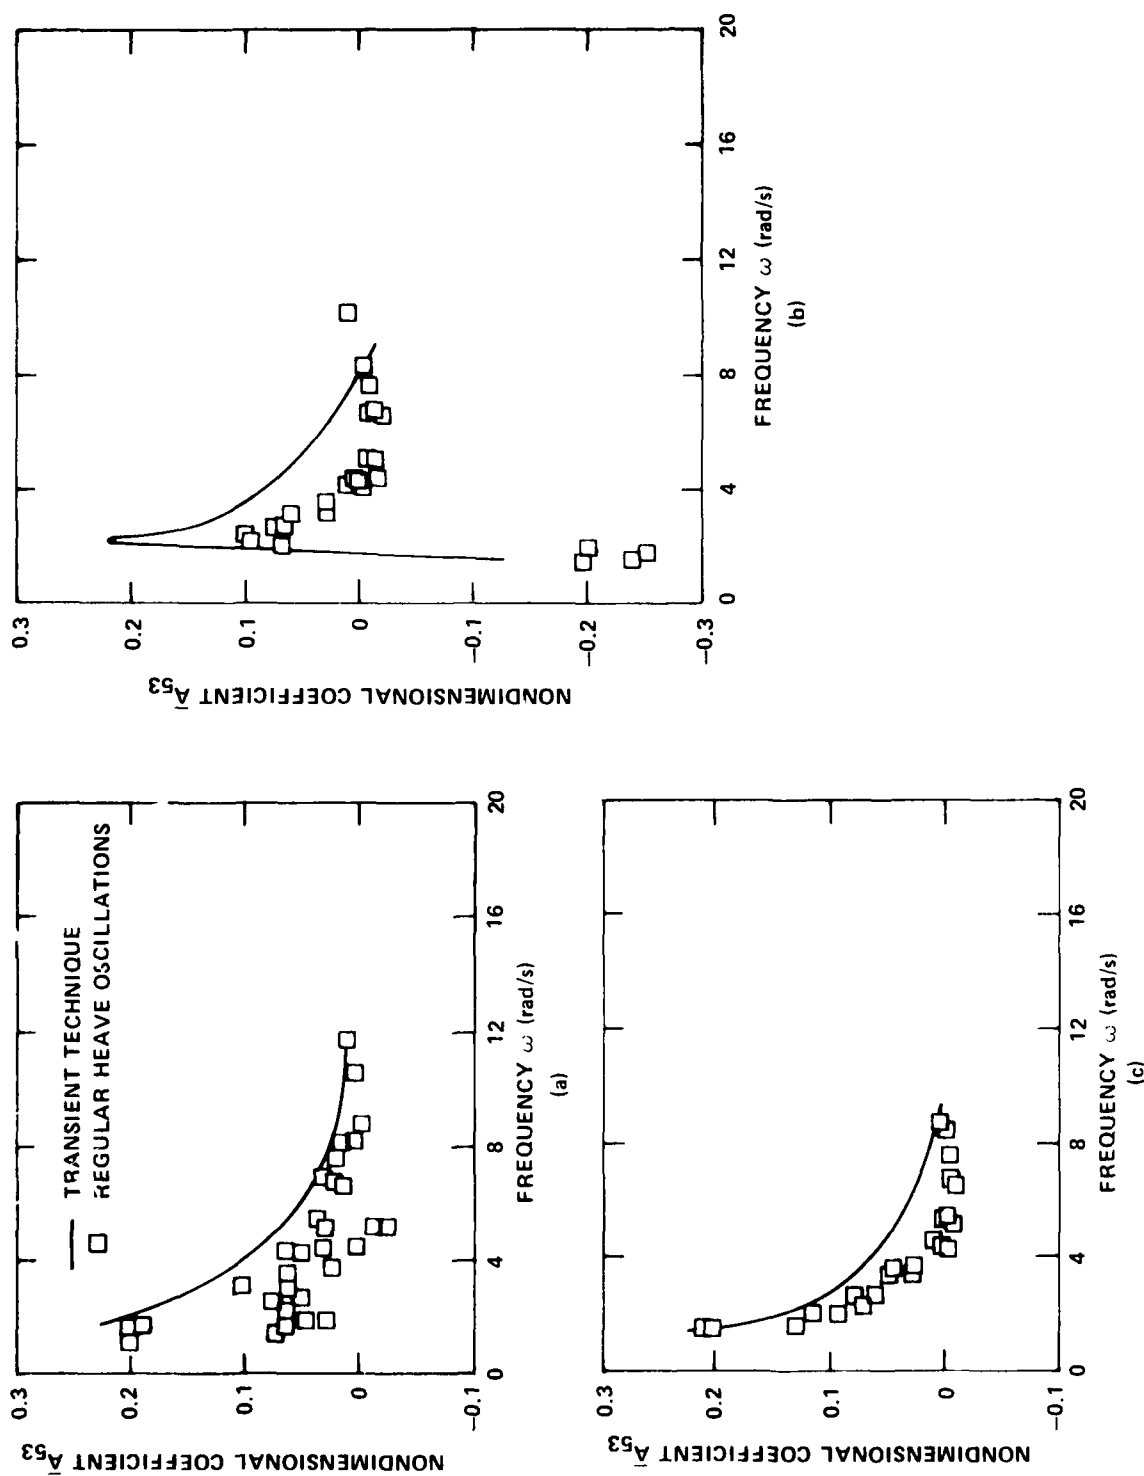 NONDIMENSIONAL COEFFICIENT A̅53
0.3
0.2
0.1
0
−0.1
— TRANSIENT TECHNIQUE
□ REGULAR HEAVE OSCILLATIONS
0 4 8 12 16 20
FREQUENCY ω (rad/s)
(a)
NONDIMENSIONAL COEFFICIENT A̅53
0.3
0.2
0.1
0
−0.1
−0.2
−0.3
0 4 8 12 16 20
FREQUENCY ω (rad/s)
(b)
NONDIMENSIONAL COEFFICIENT A̅53
0.3
0.2
0.1
0
−0.1
0 4 8 12 16 20
FREQUENCY ω (rad/s)
(c)